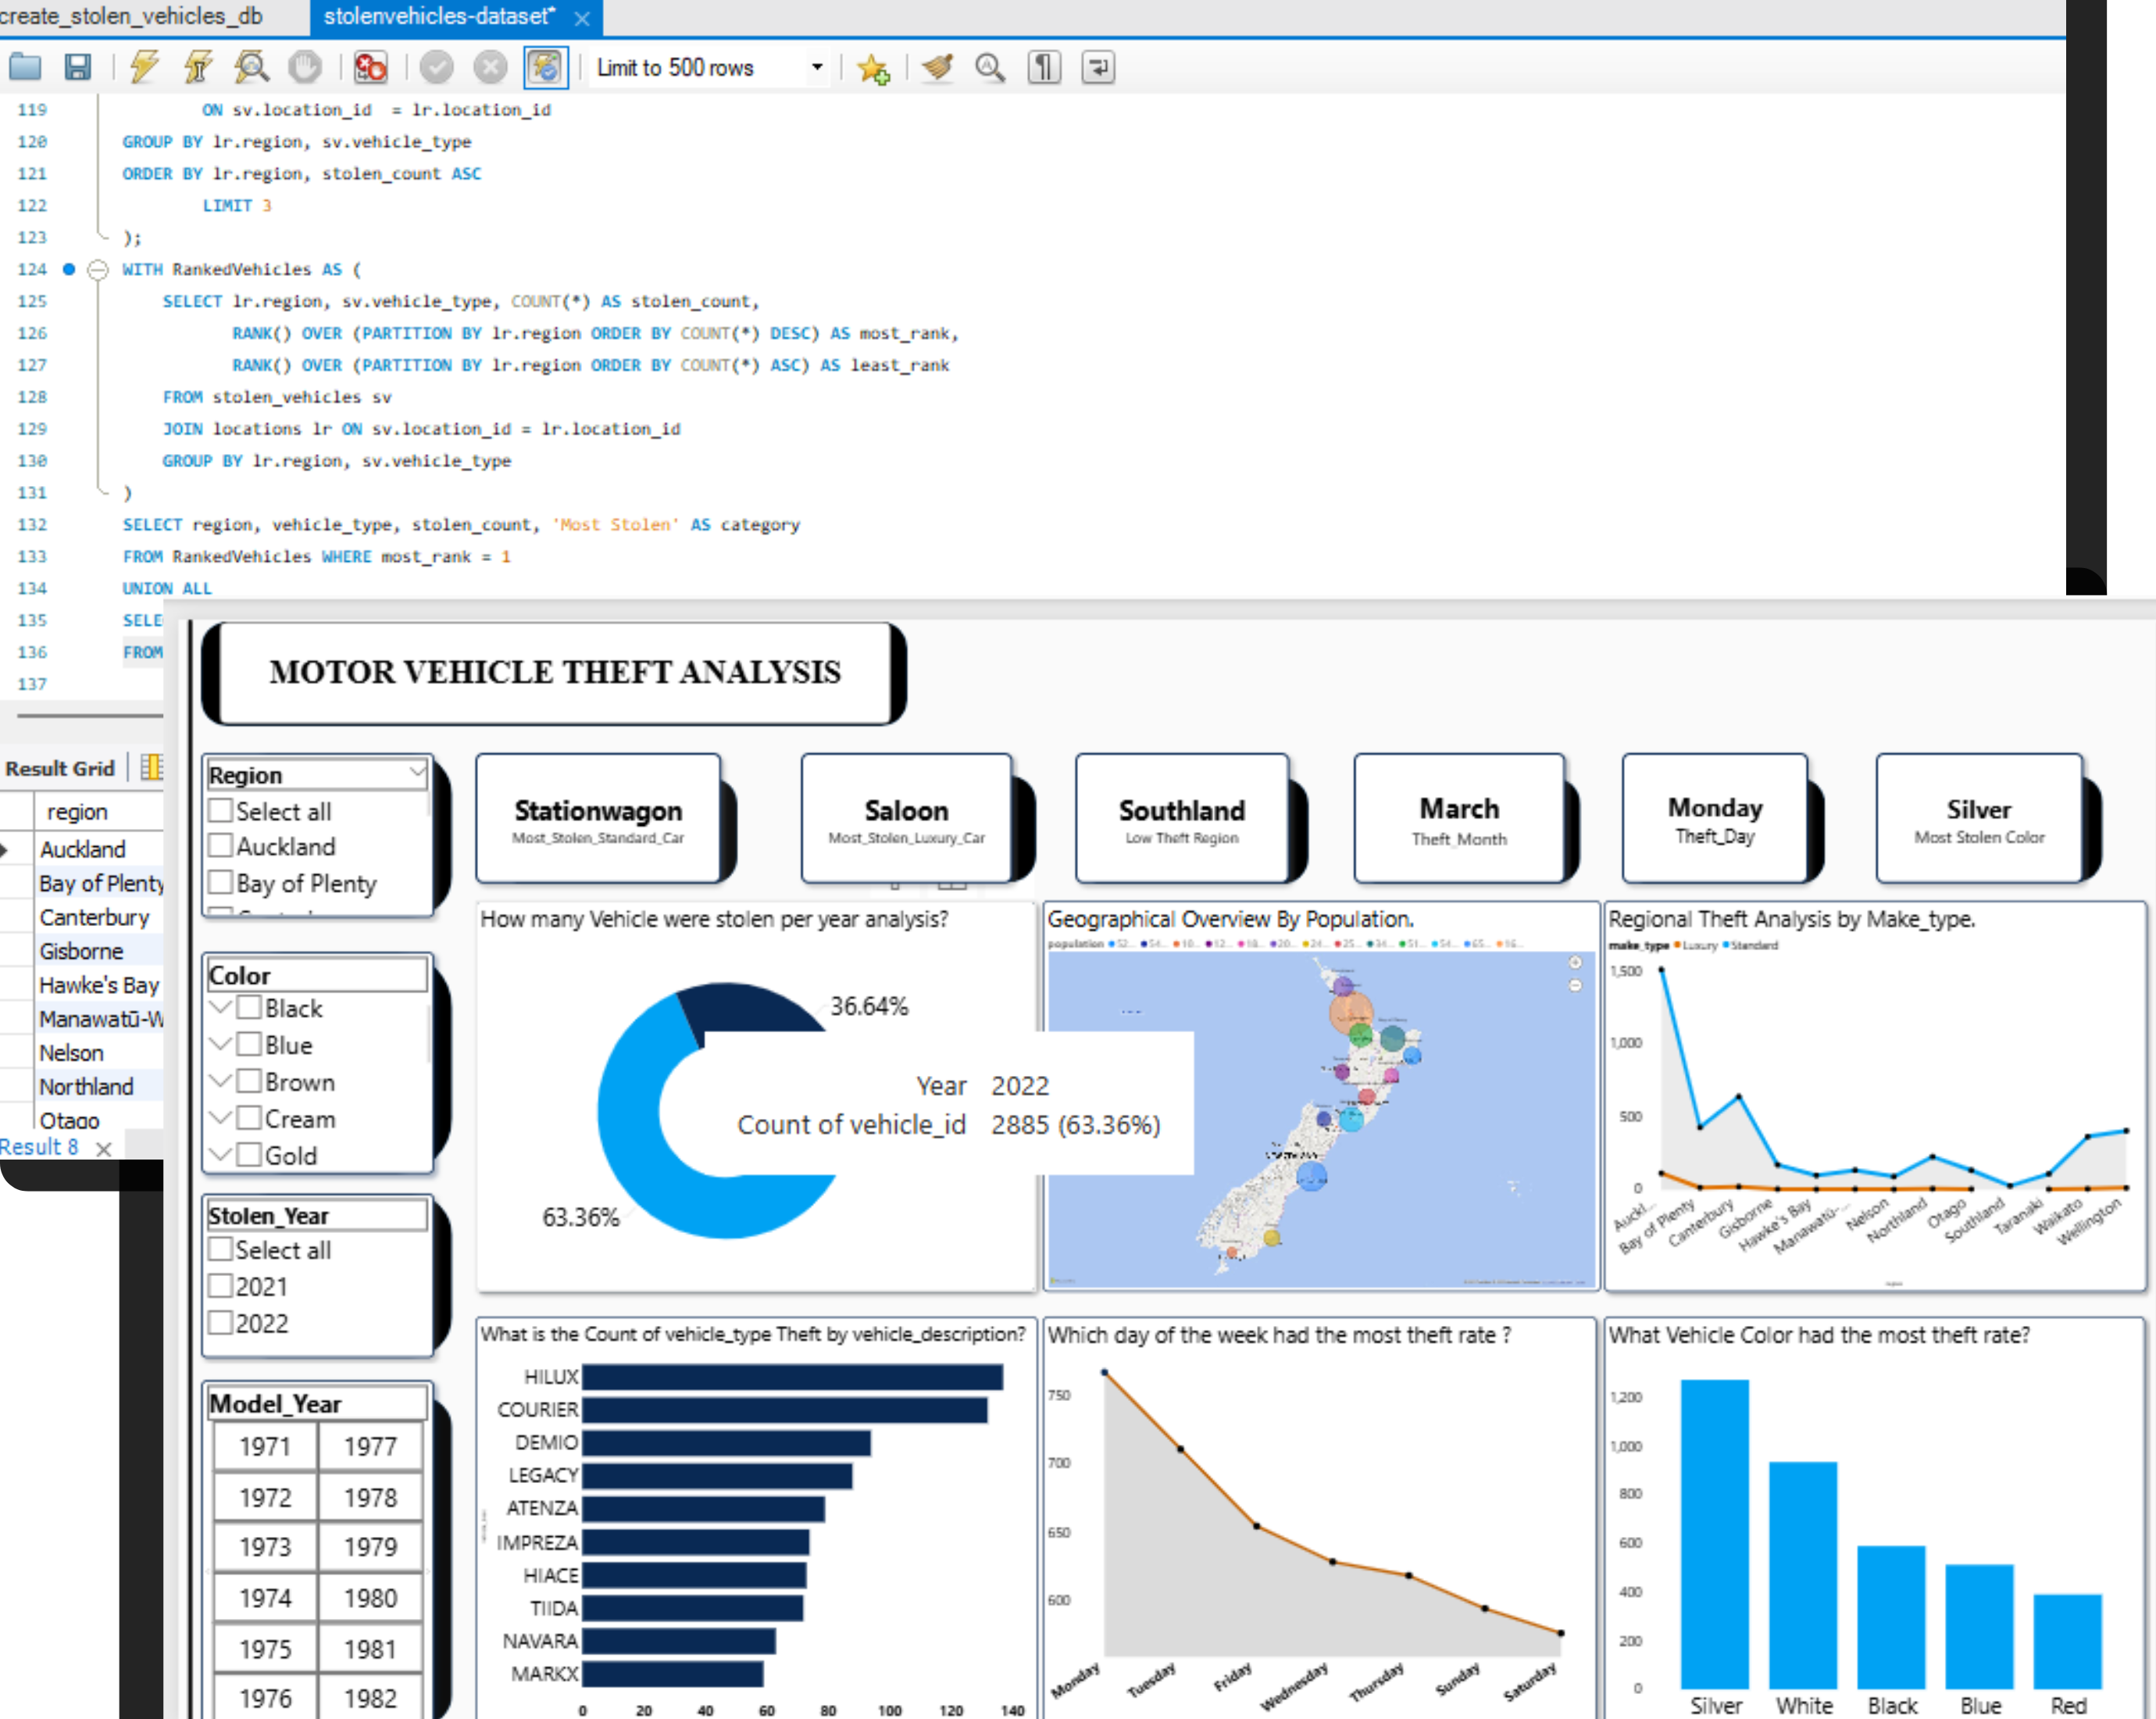 create_stolen_vehicles_db
stolenvehicles-dataset*
Limit to 500 rows
119 ON sv.location_id = lr.location_id
120 GROUP BY lr.region, sv.vehicle_type
121 ORDER BY lr.region, stolen_count ASC
122 LIMIT 3
123 );
124 WITH RankedVehicles AS (
125 SELECT lr.region, sv.vehicle_type, COUNT(*) AS stolen_count,
126 RANK() OVER (PARTITION BY lr.region ORDER BY COUNT(*) DESC) AS most_rank,
127 RANK() OVER (PARTITION BY lr.region ORDER BY COUNT(*) ASC) AS least_rank
128 FROM stolen_vehicles sv
129 JOIN locations lr ON sv.location_id = lr.location_id
130 GROUP BY lr.region, sv.vehicle_type
131 )
132 SELECT region, vehicle_type, stolen_count, 'Most Stolen' AS category
133 FROM RankedVehicles WHERE most_rank = 1
134 UNION ALL
135 SELE
136 FROM
137
Result Grid
region
Auckland
Bay of Plenty
Canterbury
Gisborne
Hawke's Bay
Manawatū-W
Nelson
Northland
Otago
Result 8
MOTOR VEHICLE THEFT ANALYSIS
Region
Select all
Auckland
Bay of Plenty
Color
Black
Blue
Brown
Cream
Gold
Stolen_Year
Select all
2021
2022
Model_Year
1971 1977
1972 1978
1973 1979
1974 1980
1975 1981
1976 1982
Stationwagon
Most_Stolen_Standard_Car
Saloon
Most_Stolen_Luxury_Car
Southland
Low Theft Region
March
Theft_Month
Monday
Theft_Day
Silver
Most Stolen Color
How many Vehicle were stolen per year analysis?
36.64%
63.36%
Year 2022
Count of vehicle_id 2885 (63.36%)
Geographical Overview By Population.
population 52... 54... 10... 12... 18... 20... 24... 25... 34... 51... 54... 65... 16...
Regional Theft Analysis by Make_type.
make_type Luxury Standard
1,500
1,000
500
0
Auckl...
Bay of Plenty
Canterbury
Gisborne
Hawke's Bay
Manawatū-...
Nelson
Northland
Otago
Southland
Taranaki
Waikato
Wellington
What is the Count of vehicle_type Theft by vehicle_description?
HILUX
COURIER
DEMIO
LEGACY
ATENZA
IMPREZA
HIACE
TIIDA
NAVARA
MARKX
0 20 40 60 80 100 120 140
Which day of the week had the most theft rate ?
750
700
650
600
Monday
Tuesday
Friday
Wednesday
Thursday
Sunday
Saturday
What Vehicle Color had the most theft rate?
1,200
1,000
800
600
400
200
0
Silver White Black Blue Red